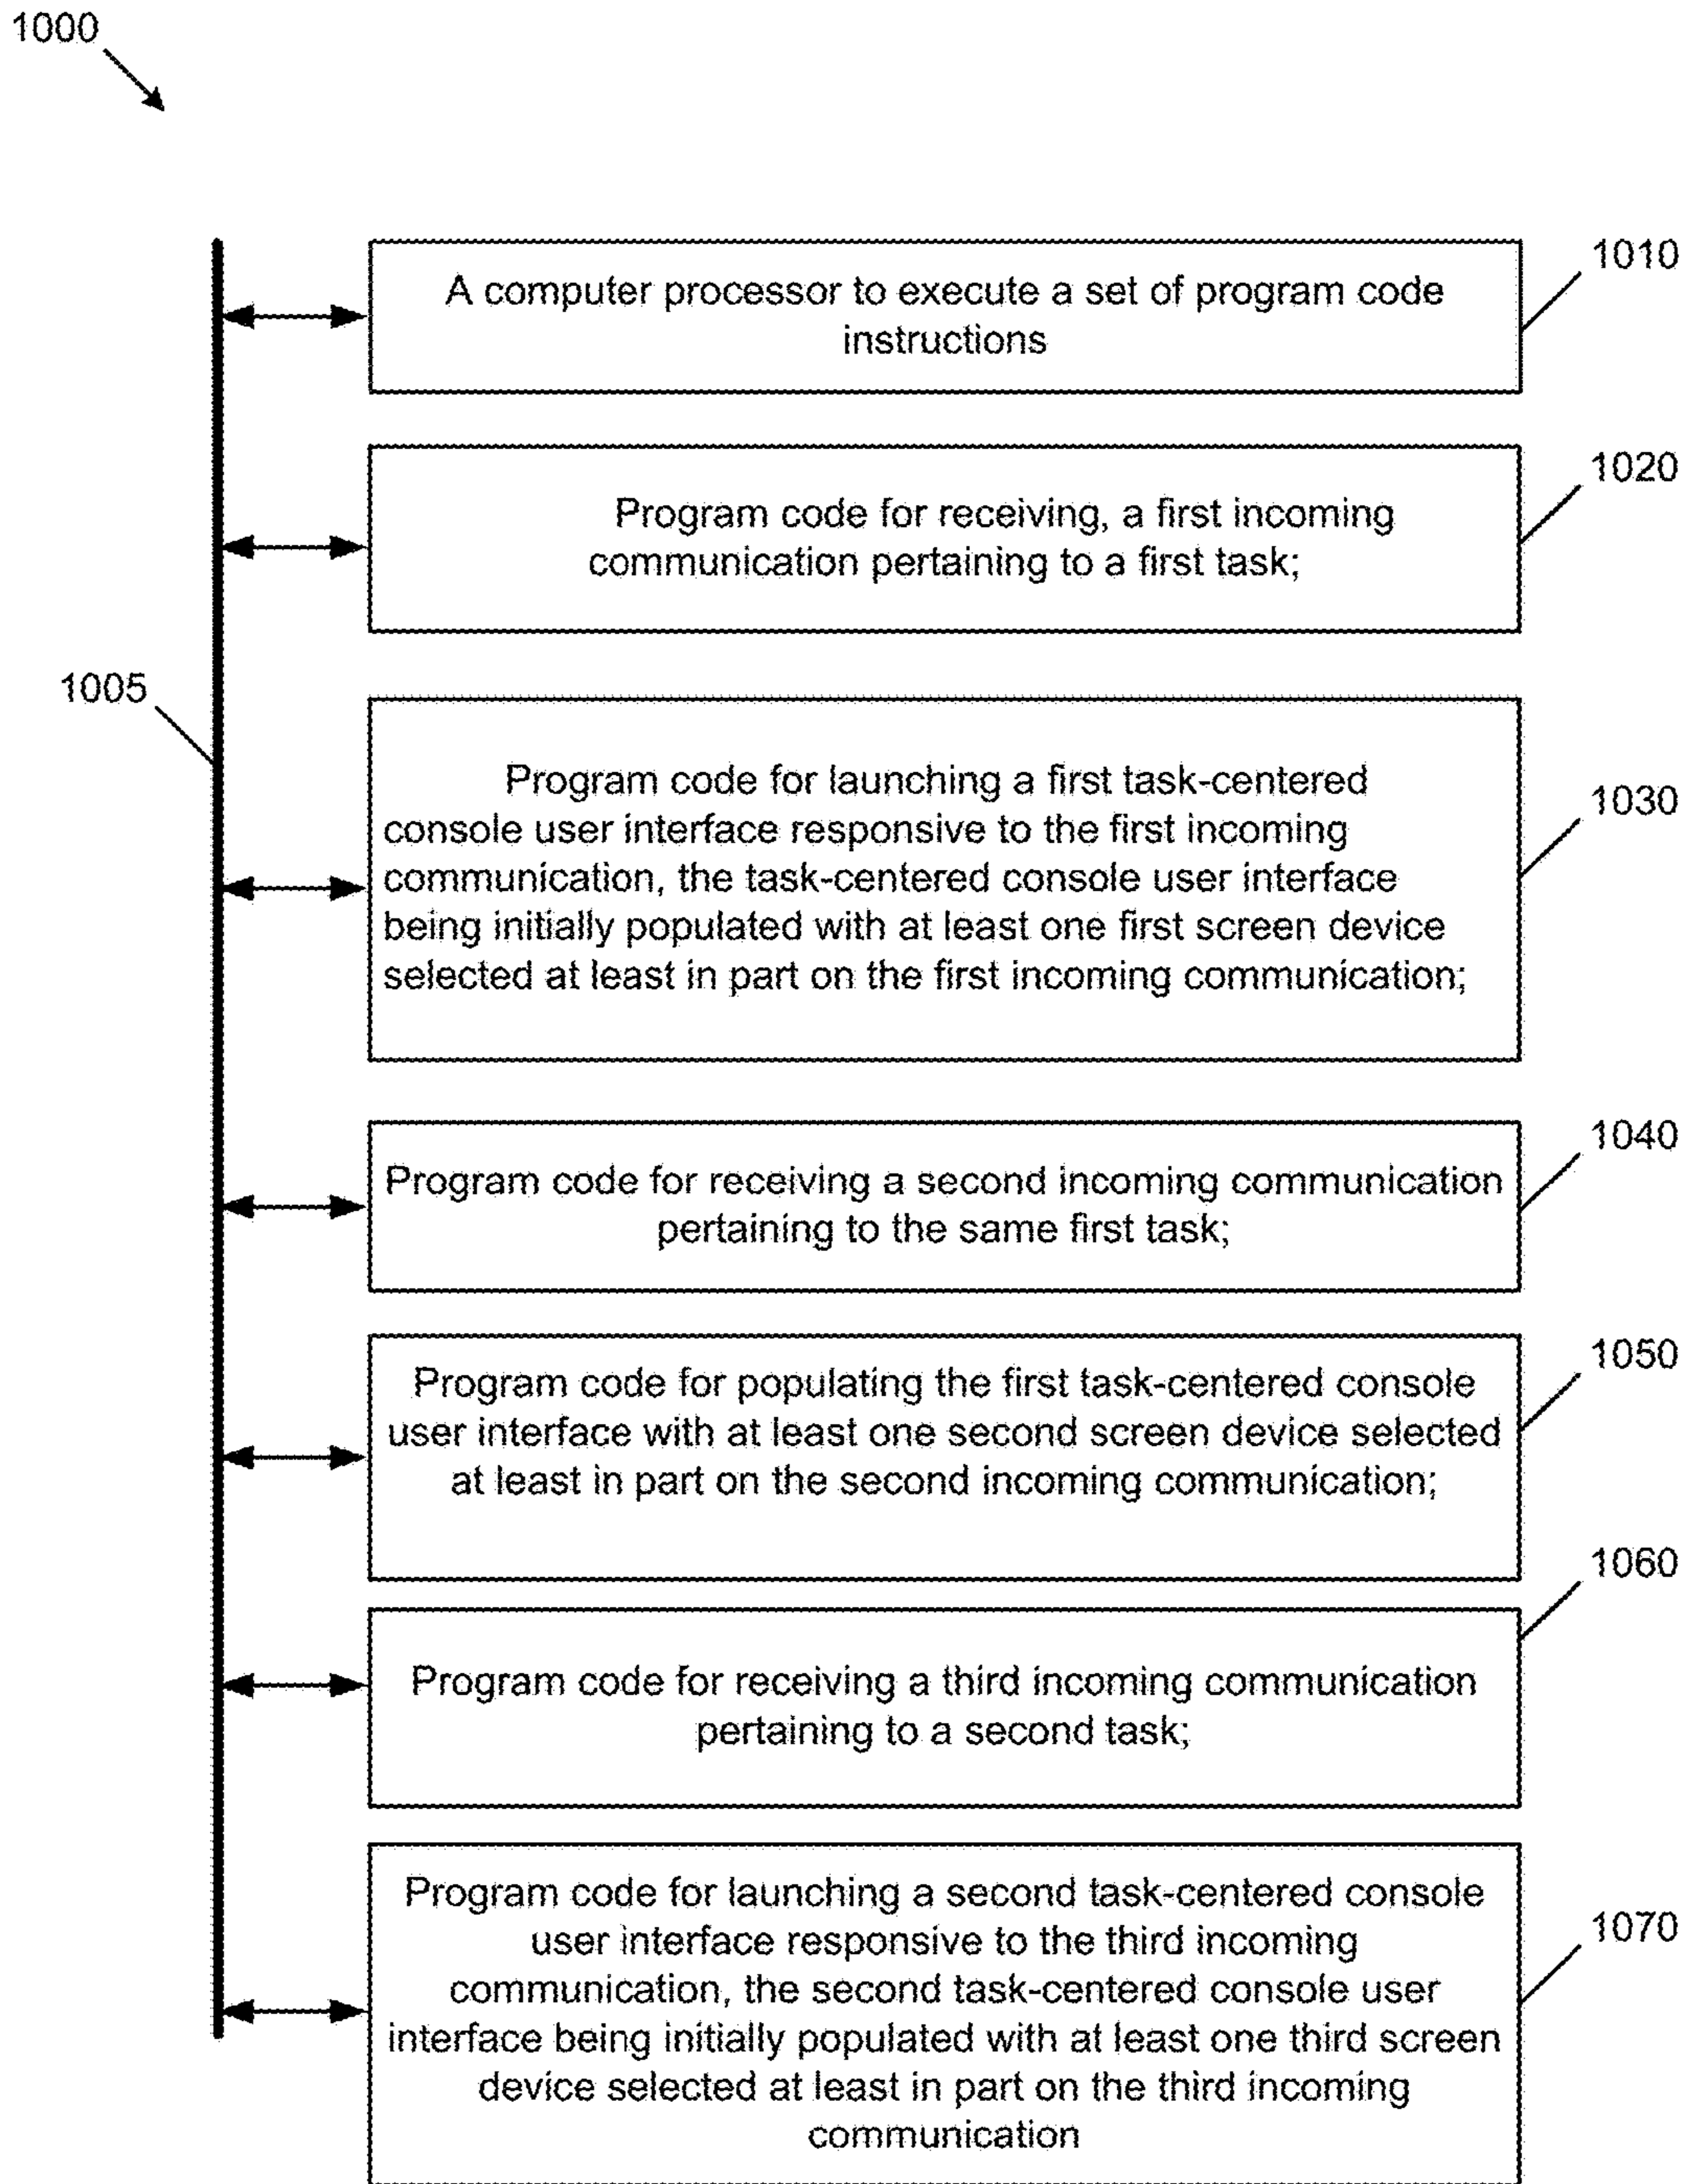 1000
A computer processor to execute a set of program code
instructions
1010
Program code for receiving, a first incoming
communication pertaining to a first task;
1020
1005
Program code for launching a first task-centered
console user interface responsive to the first incoming
communication, the task-centered console user interface
being initially populated with at least one first screen device
selected at least in part on the first incoming communication;
1030
Program code for receiving a second incoming communication
pertaining to the same first task;
1040
Program code for populating the first task-centered console
user interface with at least one second screen device selected
at least in part on the second incoming communication;
1050
Program code for receiving a third incoming communication
pertaining to a second task;
1060
Program code for launching a second task-centered console
user interface responsive to the third incoming
communication, the second task-centered console user
interface being initially populated with at least one third screen
device selected at least in part on the third incoming
communication
1070